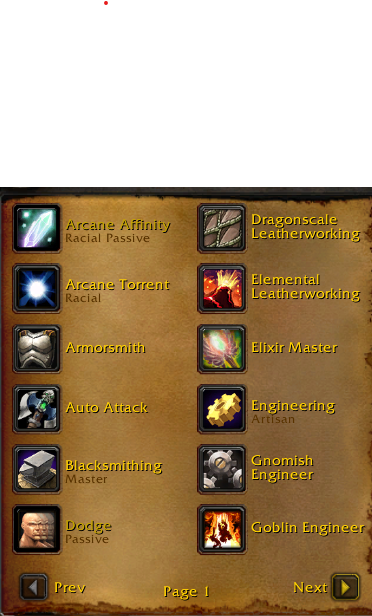 Arcane Affinity
Racial Passive
Arcane Torrent
Racial
Armorsmith
Auto Attack
Blacksmithing
Master
Dodge
Passive
Dragonscale
Leatherworking
Elemental
Leatherworking
Elixir Master
Engineering
Artisan
Gnomish
Engineer
Goblin Engineer
Prev
Page 1
Next